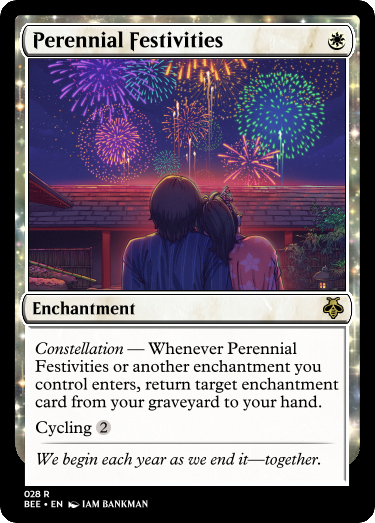 Perennial Festivities
Enchantment
Constellation — Whenever Perennial
Festivities or another enchantment you
control enters, return target enchantment
card from your graveyard to your hand.
Cycling 2
We begin each year as we end it—together.
028 R
BEE • EN IAM BANKMAN